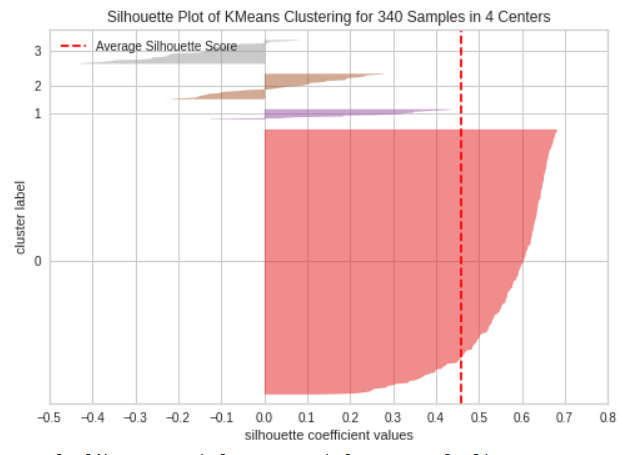 Silhouette Plot of KMeans Clustering for 340 Samples in 4 Centers
Average Silhouette Score
3
2
1
0
cluster label
−0.5 −0.4 −0.3 −0.2 −0.1 0.0 0.1 0.2 0.3 0.4 0.5 0.6 0.7 0.8
silhouette coefficient values